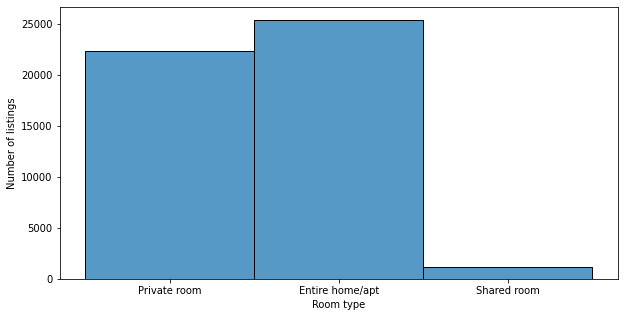 25000
20000
15000
10000
5000
0
Number of listings
Private room
Entire home/apt
Shared room
Room type